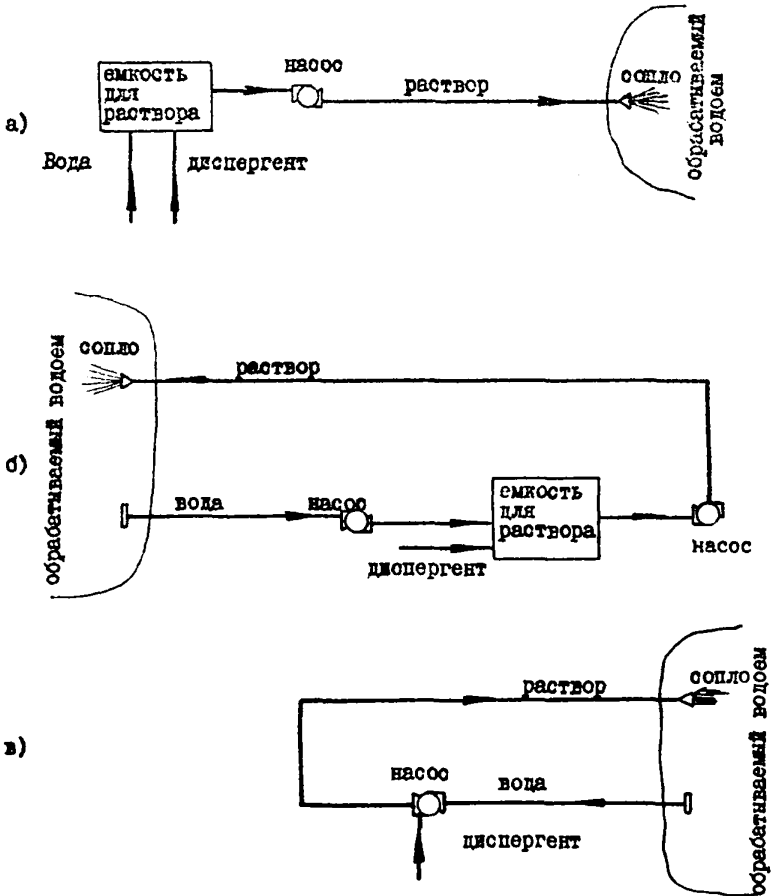 а)
емкость
для
раствора
насос
раствор
сопло
обрабатываемый
водоем
Вода
диспергент
б)
обрабатываемый водоем
сопло
раствор
вода
насос
емкость
для
раствора
диспергент
насос
в)
раствор
сопло
обрабатываемый водоем
насос
вода
диспергент